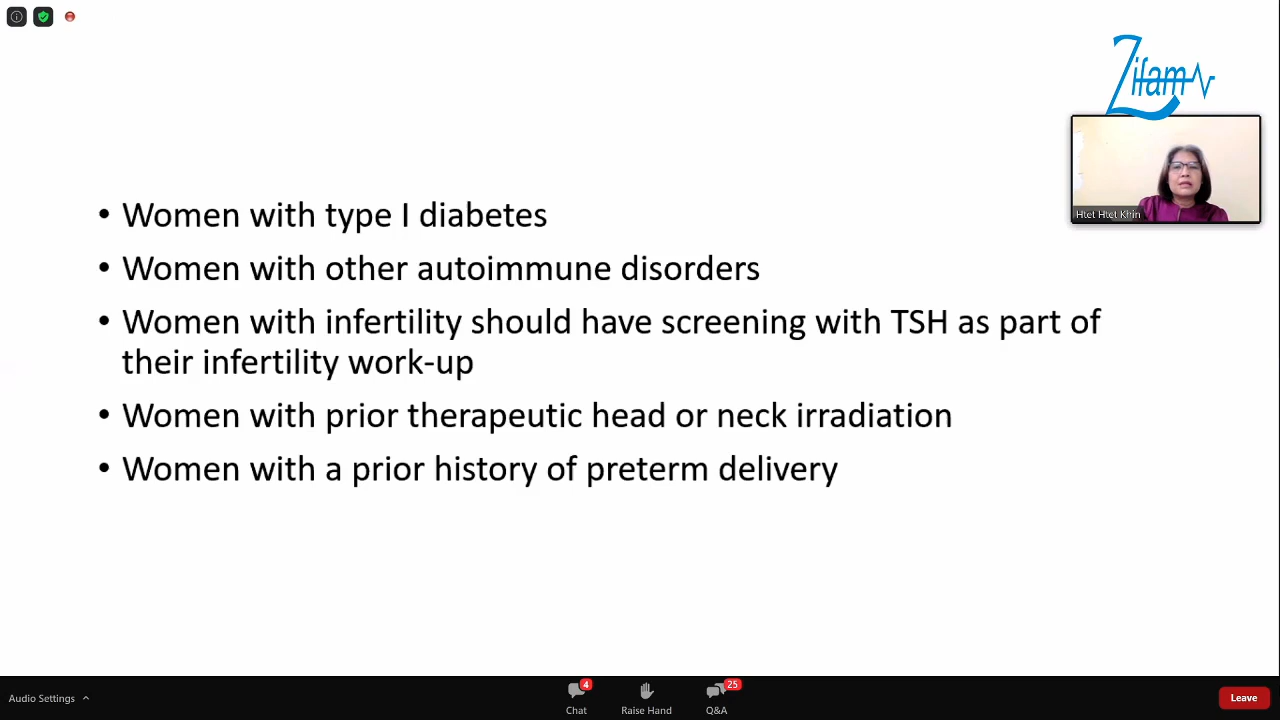 Zifam
Htet Htet Khin
• Women with type I diabetes
• Women with other autoimmune disorders
• Women with infertility should have screening with TSH as part of
their infertility work-up
• Women with prior therapeutic head or neck irradiation
• Women with a prior history of preterm delivery
Audio Settings
4
Chat
Raise Hand
25
Q&A
Leave